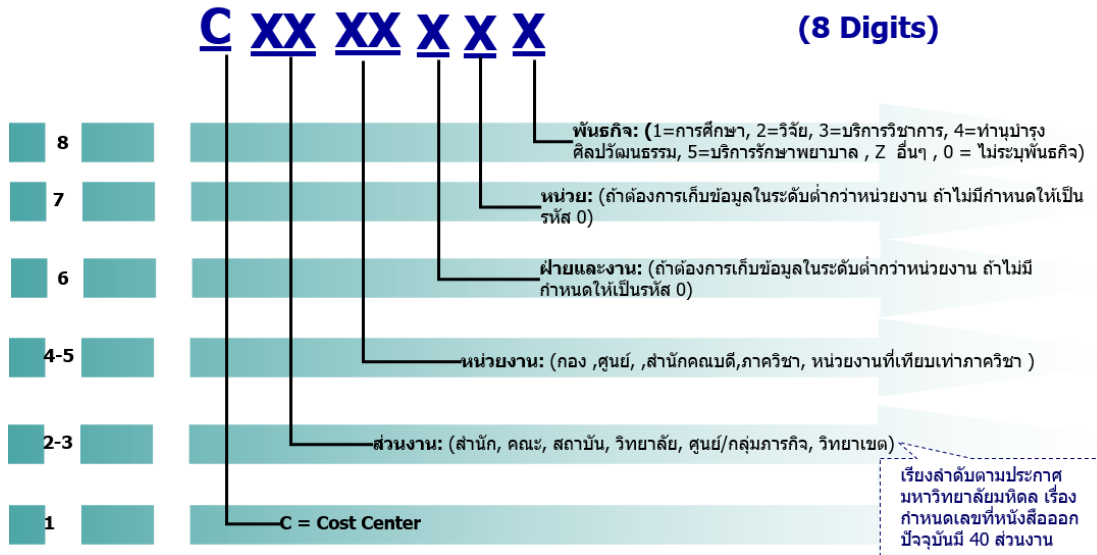 C XX XX X X X (8 Digits)
8
พันธกิจ: (1=การศึกษา, 2=วิจัย, 3=บริการวิชาการ, 4=ทำนุบำรุง
ศิลปวัฒนธรรม, 5=บริการรักษาพยาบาล , Z อื่นๆ , 0 = ไม่ระบุพันธกิจ)
7
หน่วย: (ถ้าต้องการเก็บข้อมูลในระดับต่ำกว่าหน่วยงาน ถ้าไม่มีกำหนดให้เป็น
รหัส 0)
6
ฝ่ายและงาน: (ถ้าต้องการเก็บข้อมูลในระดับต่ำกว่าหน่วยงาน ถ้าไม่มี
กำหนดให้เป็นรหัส 0)
4-5
หน่วยงาน: (กอง ,ศูนย์, ,สำนักคณบดี,ภาควิชา, หน่วยงานที่เทียบเท่าภาควิชา )
2-3
ส่วนงาน: (สำนัก, คณะ, สถาบัน, วิทยาลัย, ศูนย์/กลุ่มภารกิจ, วิทยาเขต)
เรียงลำดับตามประกาศ
มหาวิทยาลัยมหิดล เรื่อง
กำหนดเลขที่หนังสือออก
ปัจจุบันมี 40 ส่วนงาน
1
C = Cost Center